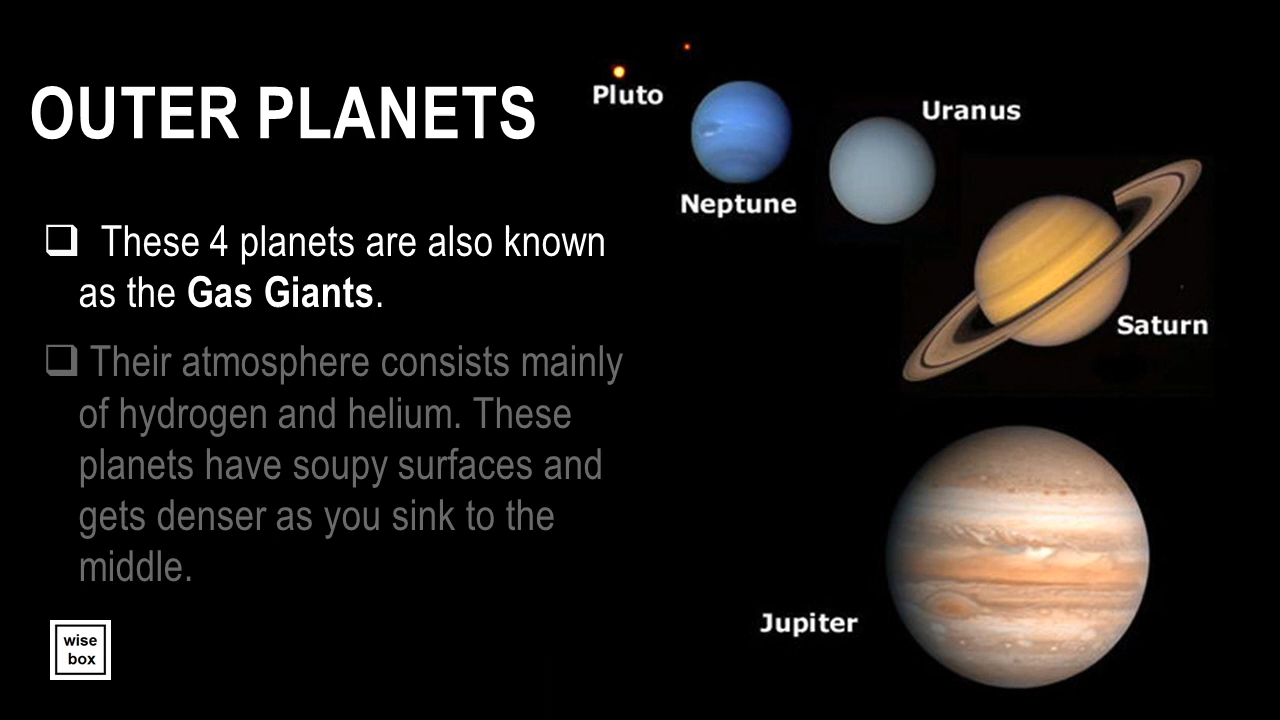 OUTER PLANETS
❑ These 4 planets are also known
as the Gas Giants.
❑ Their atmosphere consists mainly
of hydrogen and helium. These
planets have soupy surfaces and
gets denser as you sink to the
middle.
Pluto
Neptune
Uranus
Saturn
Jupiter
wise
box